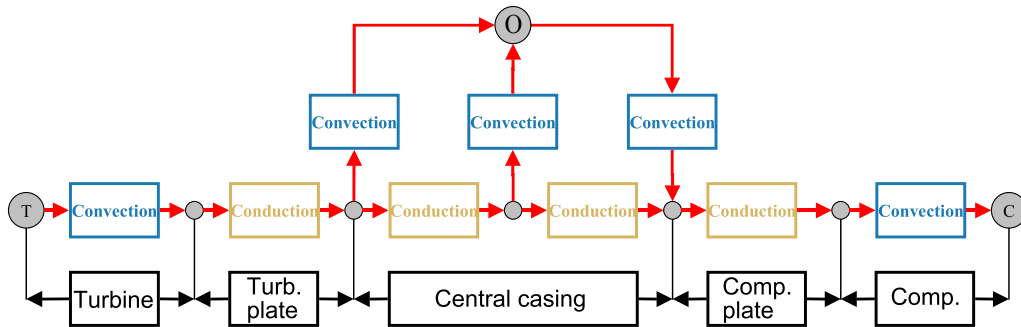 O
Convection
Convection
Convection
T
Convection
Conduction
Conduction
Conduction
Conduction
Convection
C
Turbine
Turb.
plate
Central casing
Comp.
plate
Comp.